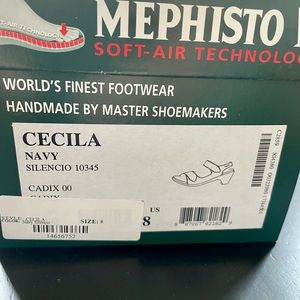 MEPHISTO
SOFT-AIR TECHNOLOG
WORLD'S FINEST FOOTWEAR
HANDMADE BY MASTER SHOEMAKERS
CECILA
NAVY
SILENCIO 10345
CADIX 00
US
8
STYLE: CECILA
SIZE: 8
14656752